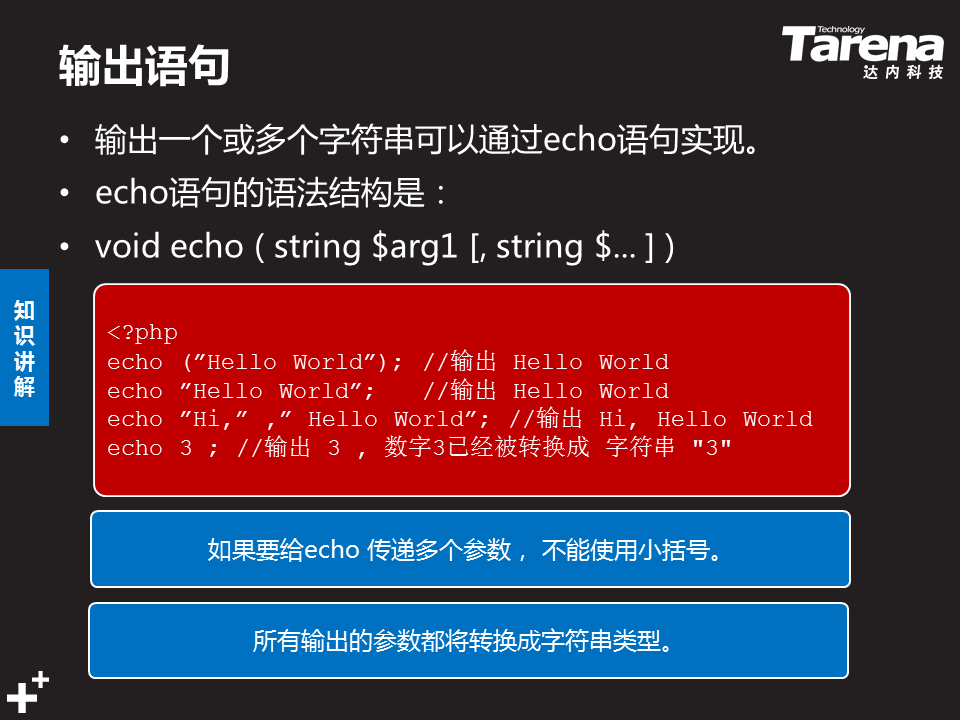 输出语句
Technology
Tarena
达内科技
• 输出一个或多个字符串可以通过echo语句实现。
• echo语句的语法结构是：
• void echo ( string $arg1 [, string $... ] )
知识讲解
<?php
echo (”Hello World”); //输出 Hello World
echo ”Hello World”; //输出 Hello World
echo ”Hi,” ,” Hello World”; //输出 Hi, Hello World
echo 3 ; //输出 3 , 数字3已经被转换成 字符串 "3"
如果要给echo 传递多个参数， 不能使用小括号。
所有输出的参数都将转换成字符串类型。